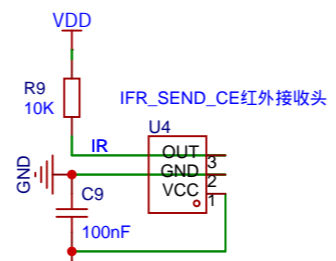 VDD
R9
10K
IFR_SEND_CE红外接收头
U4
IR
OUT
3
GND
GND
2
VCC
1
C9
100nF